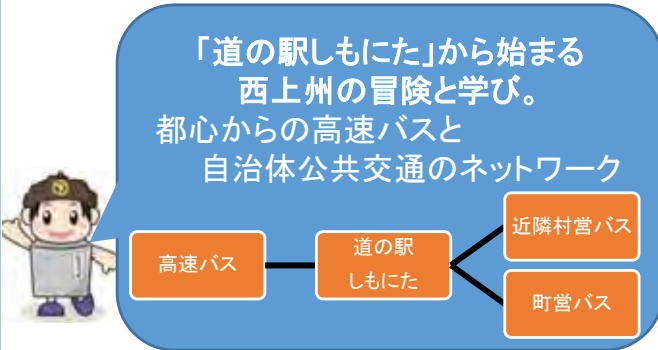 「道の駅しもにた」から始まる
西上州の冒険と学び。
都心からの高速バスと
自治体公共交通のネットワーク
高速バス
道の駅
しもにた
近隣村営バス
町営バス